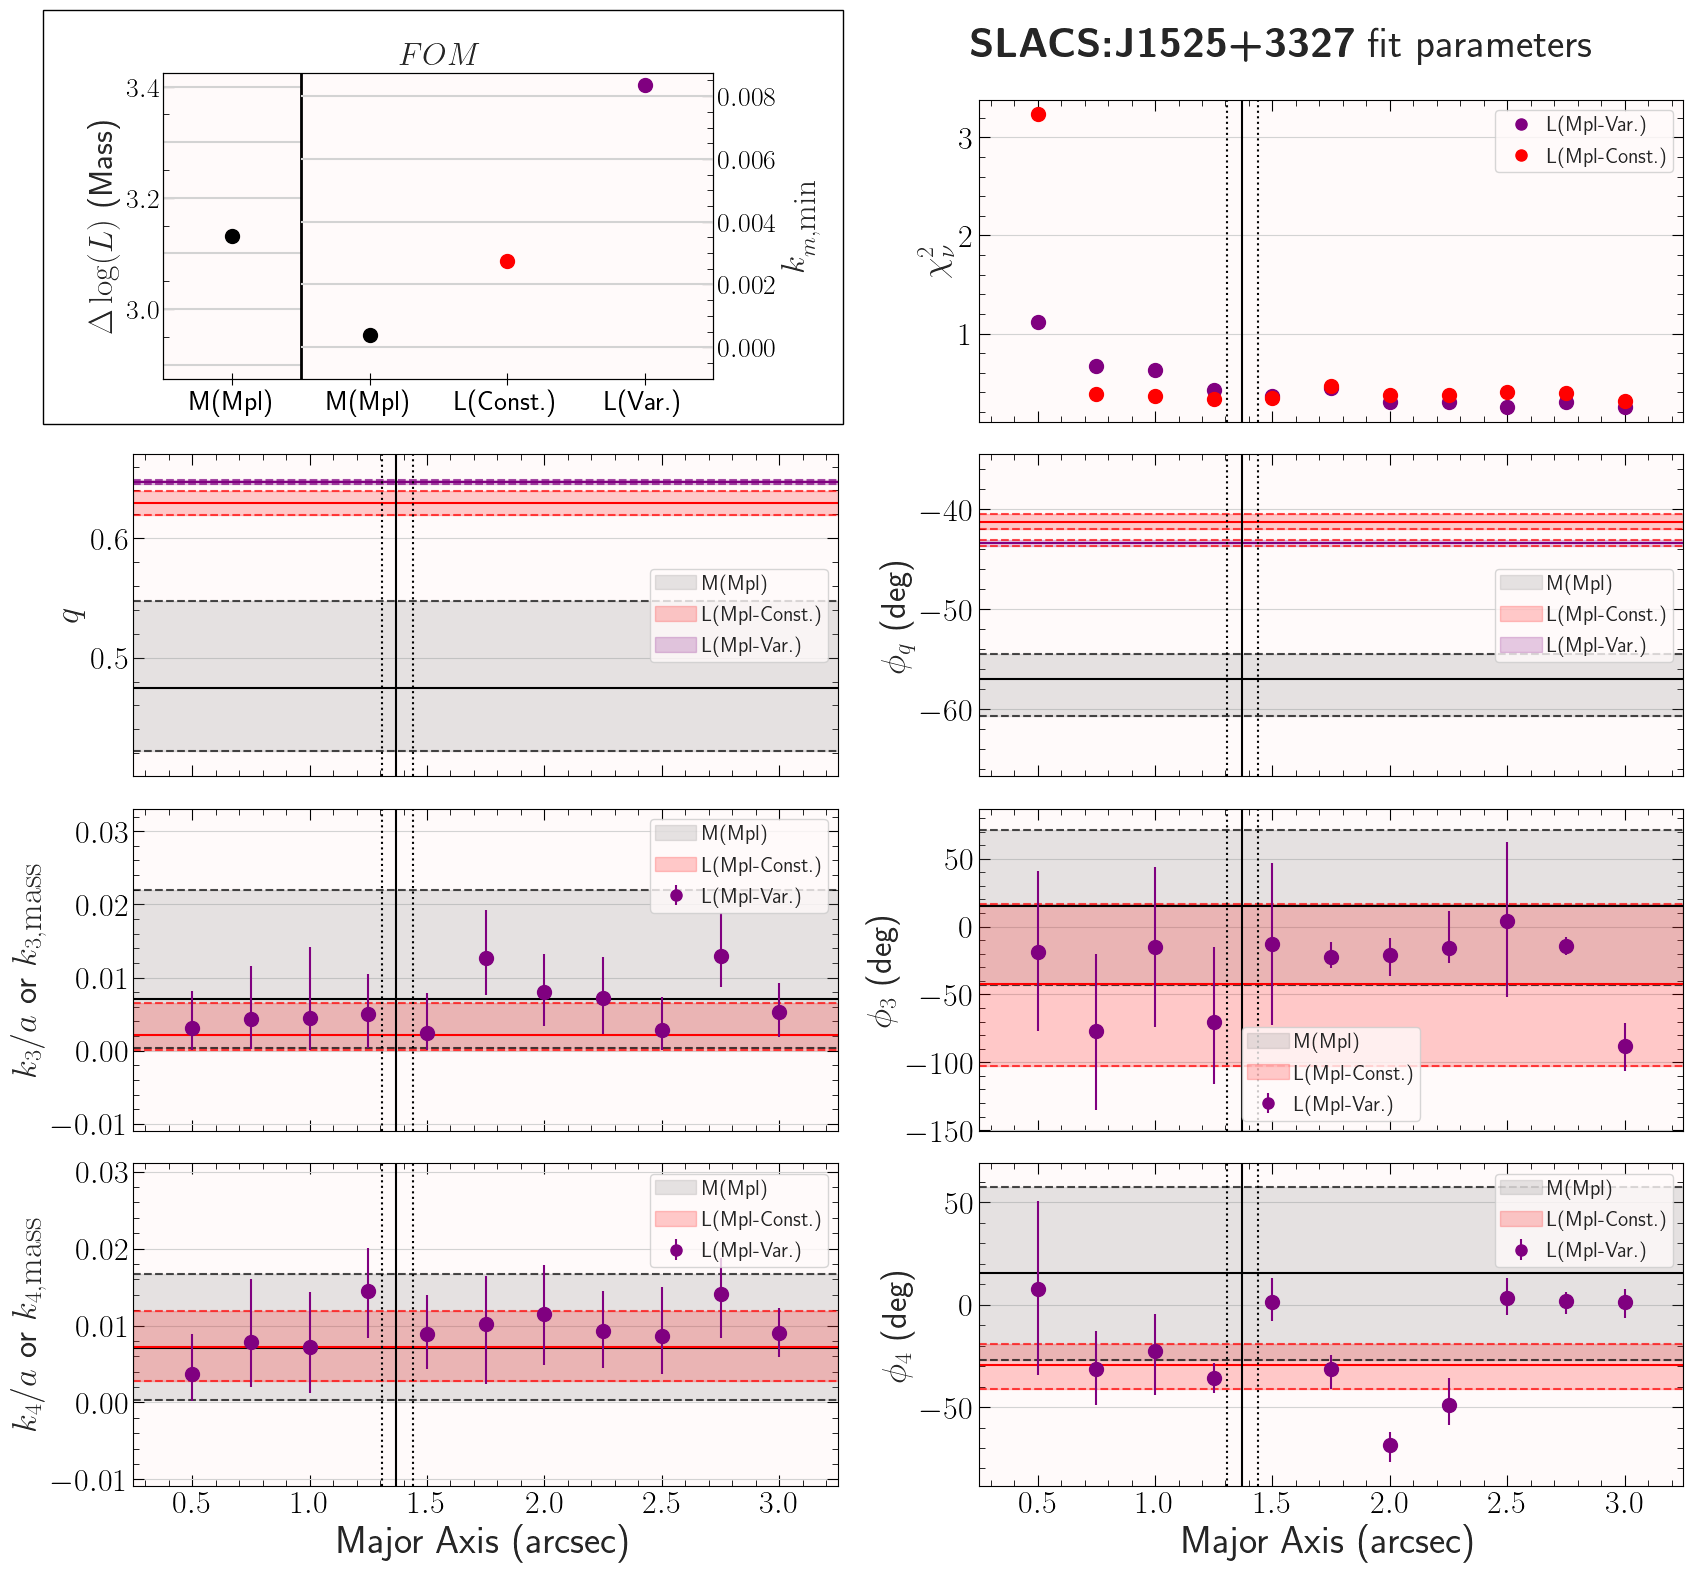 SLACS:J1525+3327 fit parameters
FOM
Δ log(L) (Mass)
3.4
3.2
3.0
0.008
0.006
0.004
0.002
0.000
k_m,min
M(Mpl) M(Mpl) L(Const.) L(Var.)
χ²_ν
3
2
1
L(Mpl-Var.)
L(Mpl-Const.)
q
0.6
0.5
M(Mpl)
L(Mpl-Const.)
L(Mpl-Var.)
ϕ_q (deg)
−40
−50
−60
M(Mpl)
L(Mpl-Const.)
L(Mpl-Var.)
k_3/a or k_3,mass
0.03
0.02
0.01
0.00
−0.01
M(Mpl)
L(Mpl-Const.)
L(Mpl-Var.)
ϕ_3 (deg)
50
0
−50
−100
−150
M(Mpl)
L(Mpl-Const.)
L(Mpl-Var.)
k_4/a or k_4,mass
0.03
0.02
0.01
0.00
−0.01
M(Mpl)
L(Mpl-Const.)
L(Mpl-Var.)
0.5 1.0 1.5 2.0 2.5 3.0
Major Axis (arcsec)
ϕ_4 (deg)
50
0
−50
M(Mpl)
L(Mpl-Const.)
L(Mpl-Var.)
0.5 1.0 1.5 2.0 2.5 3.0
Major Axis (arcsec)